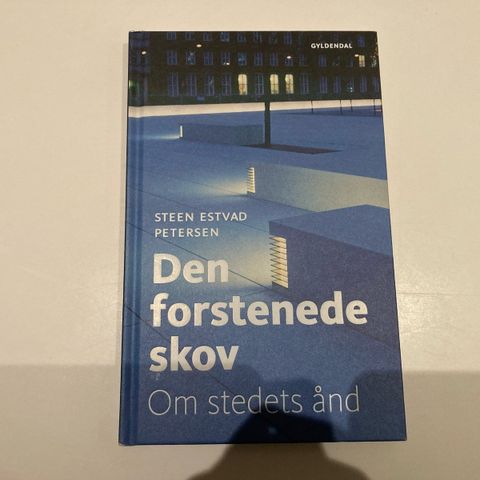 GYLDENDAL
STEEN ESTVAD
PETERSEN
Den
forstenede
skov
Om stedets ånd